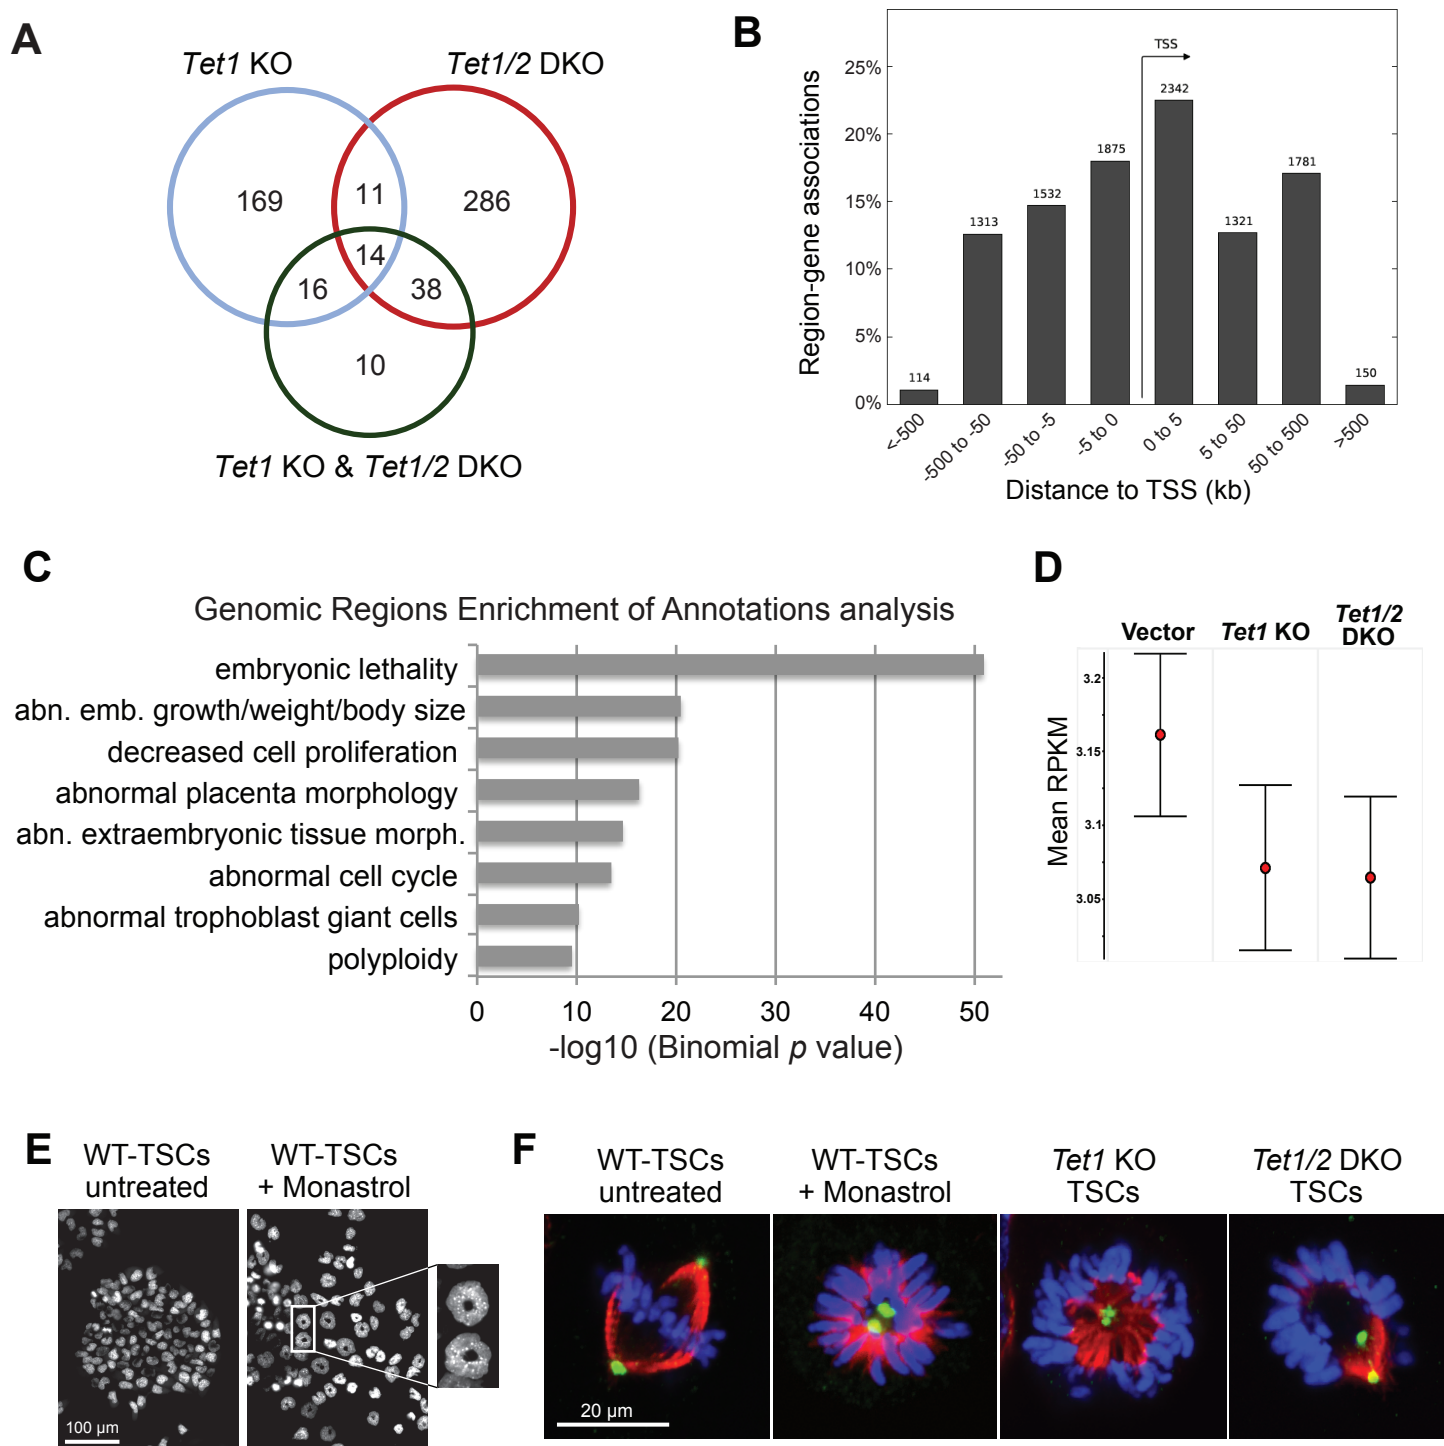 A
Tet1 KO
Tet1/2 DKO
169
11
286
14
16
38
10
Tet1 KO & Tet1/2 DKO
B
Region-gene associations
25%
20%
15%
10%
5%
0%
TSS
114
1313
1532
1875
2342
1321
1781
150
<-500
-500 to -50
-50 to -5
-5 to 0
0 to 5
5 to 50
50 to 500
>500
Distance to TSS (kb)
C
Genomic Regions Enrichment of Annotations analysis
embryonic lethality
abn. emb. growth/weight/body size
decreased cell proliferation
abnormal placenta morphology
abn. extraembryonic tissue morph.
abnormal cell cycle
abnormal trophoblast giant cells
polyploidy
0 10 20 30 40 50
-log10 (Binomial p value)
D
Vector
Tet1 KO
Tet1/2
DKO
Mean RPKM
3.2
3.15
3.1
3.05
E
WT-TSCs
untreated
WT-TSCs
+ Monastrol
100 µm
F
WT-TSCs
untreated
WT-TSCs
+ Monastrol
Tet1 KO
TSCs
Tet1/2 DKO
TSCs
20 µm